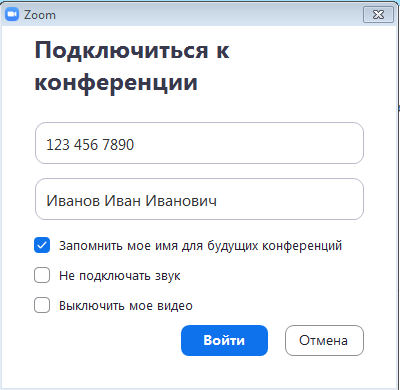 Zoom
Подключиться к
конференции
123 456 7890
Иванов Иван Иванович
Запомнить мое имя для будущих конференций
Не подключать звук
Выключить мое видео
Войти
Отмена